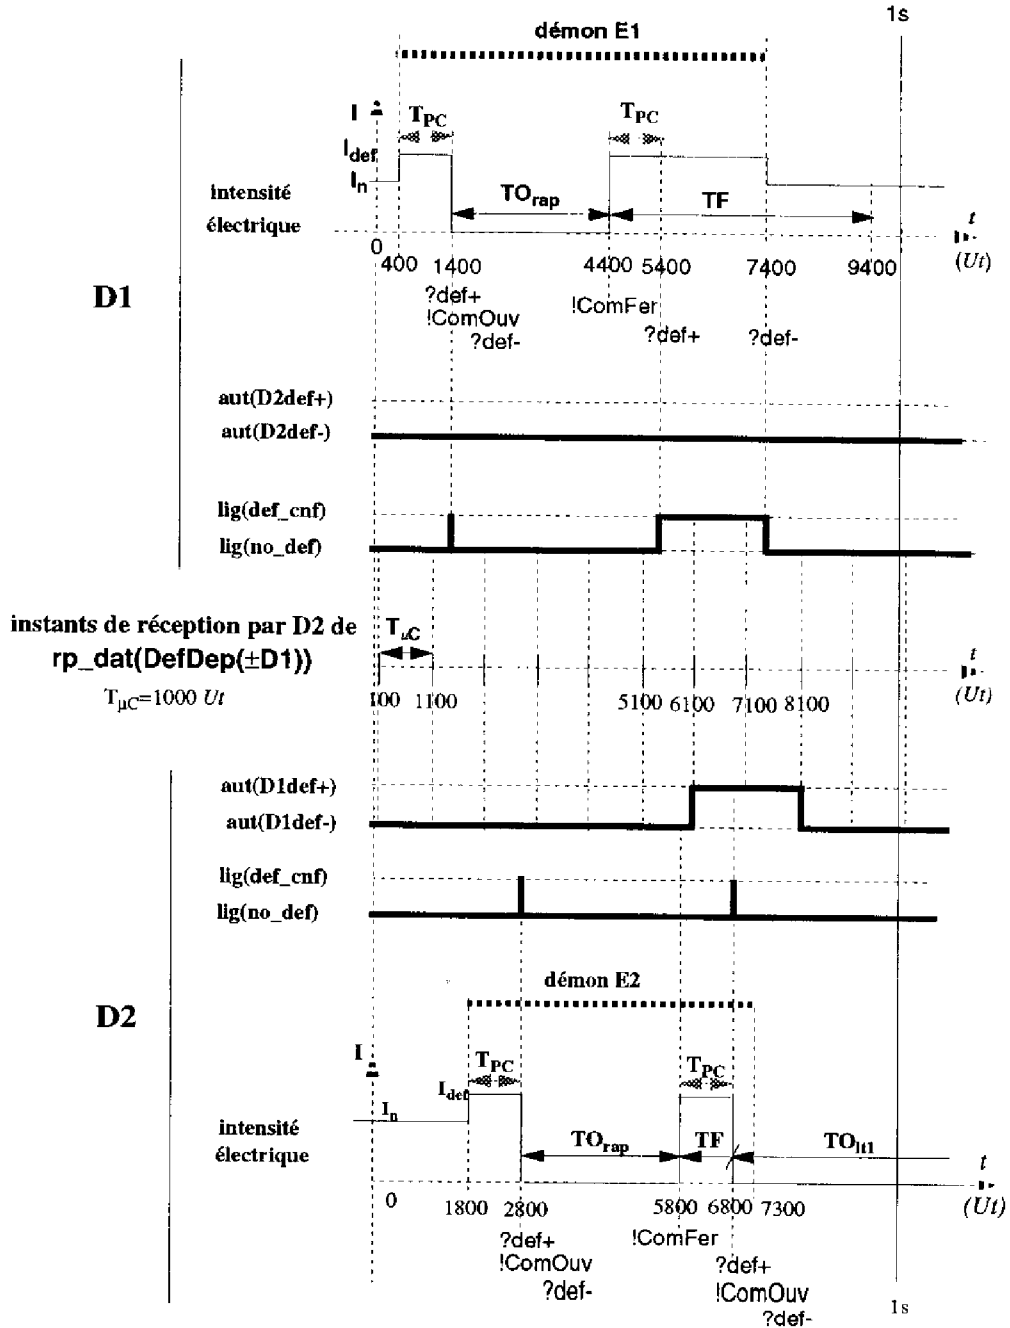 1s
démon E1
I
TPC
TPC
Idef
In
intensité
électrique
TOrap
TF
t
(Ut)
0
400
1400
4400
5400
7400
9400
D1
?def+
!ComOuv
?def-
!ComFer
?def+
?def-
aut(D2def+)
aut(D2def-)
lig(def_cnf)
lig(no_def)
instants de réception par D2 de
rp_dat(DefDep(±D1))
TμC=1000 Ut
TμC
t
(Ut)
100
1100
5100
6100
7100
8100
aut(D1def+)
aut(D1def-)
lig(def_cnf)
lig(no_def)
D2
démon E2
I
TPC
TPC
Idef
In
intensité
électrique
TOrap
TF
TOlt1
t
(Ut)
0
1800
2800
5800
6800
7300
?def+
!ComOuv
?def-
!ComFer
?def+
!ComOuv
?def-
1s